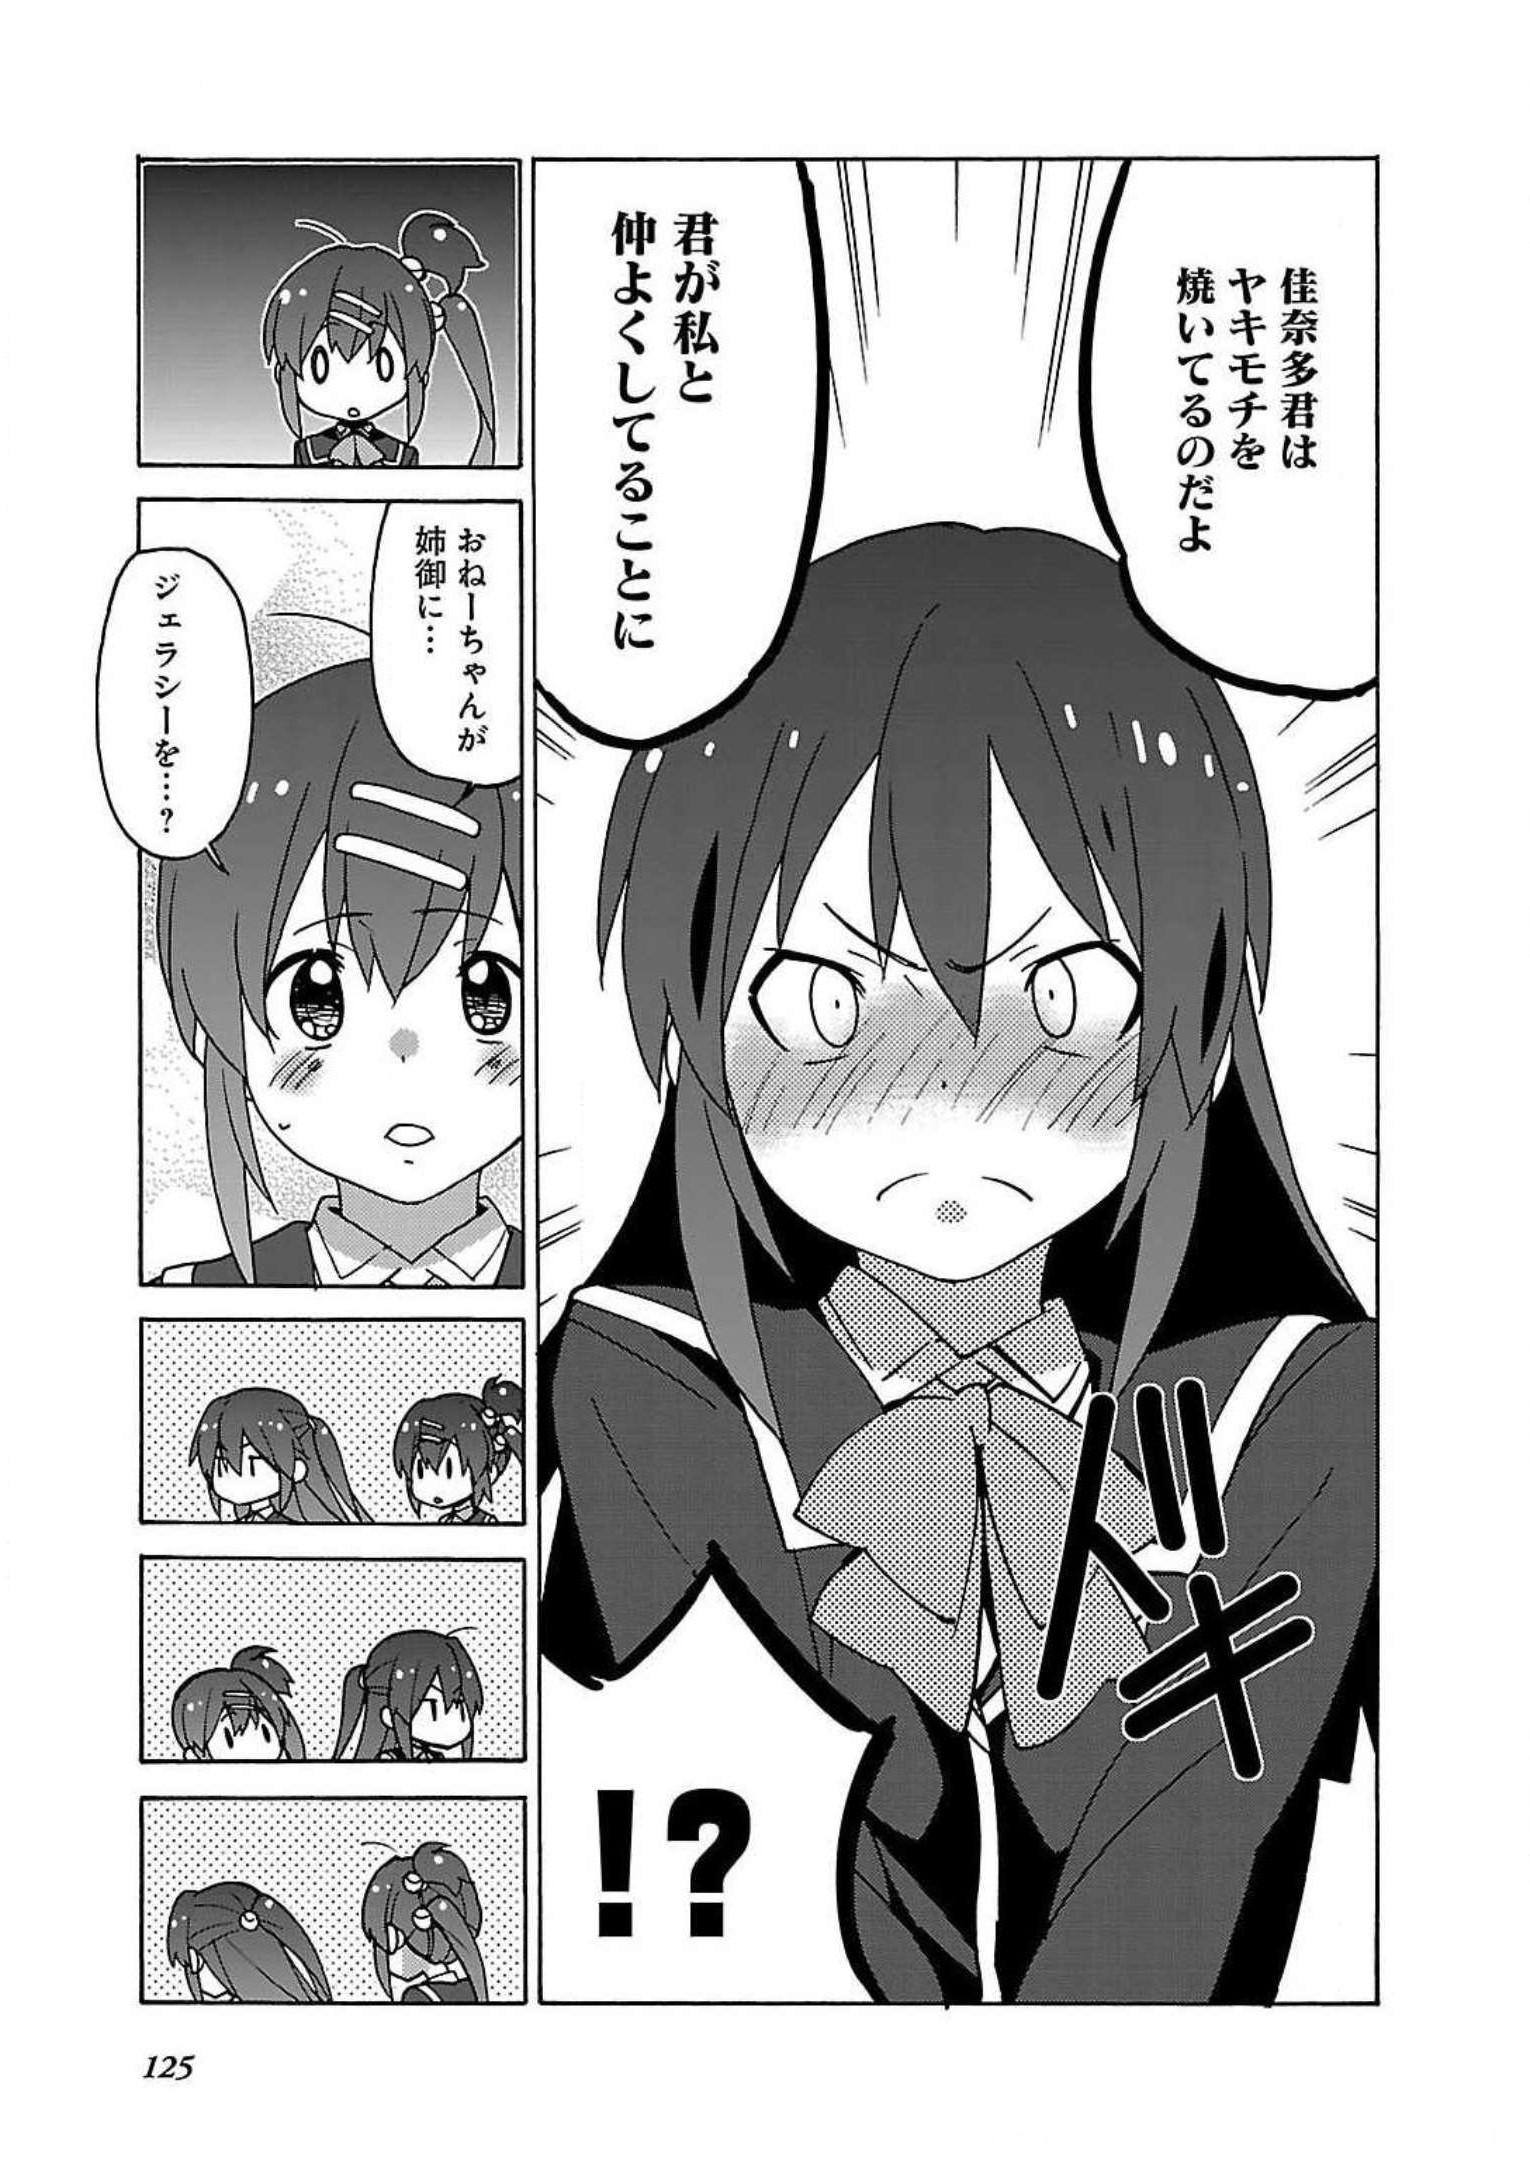 佳奈多君は
ヤキモチを
焼いてるのだよ
君が私と
仲よくしてることに
ドキ
!?
おねーちゃんが
姉御に…
ジェラシーを…?
125